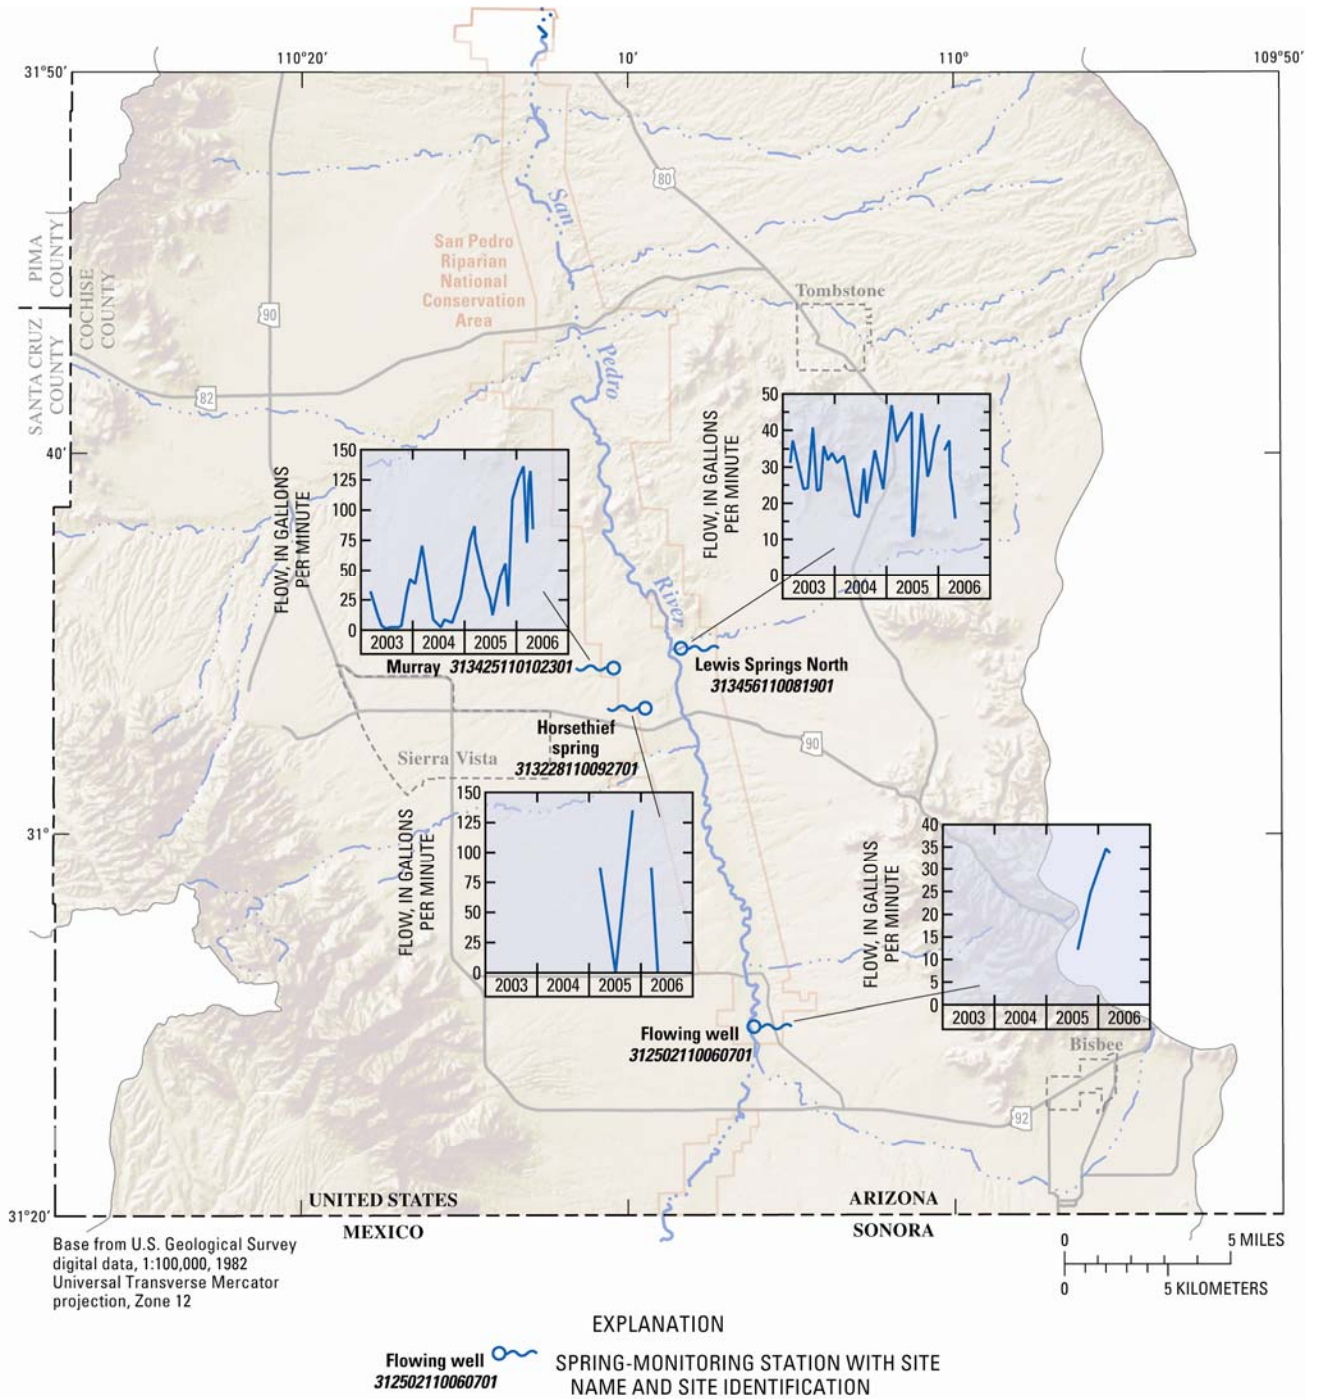 110°20' 10' 110° 109°50'
31°50'
San
80
PIMA
COUNTY
COCHISE
COUNTY
San Pedro
Riparian
National
Conservation
Area
SANTA CRUZ
COUNTY
90
Tombstone
Pedro
82
40'
FLOW, IN GALLONS
PER MINUTE
50
40
30
20
10
0
2003 2004 2005 2006
FLOW, IN GALLONS
PER MINUTE
150
125
100
75
50
25
0
2003 2004 2005 2006
River
Murray 313425110102301
Lewis Springs North
313456110081901
Horsethief
spring
313228110092701
90
Sierra Vista
31°
FLOW, IN GALLONS
PER MINUTE
150
125
100
75
50
25
0
2003 2004 2005 2006
FLOW, IN GALLONS
PER MINUTE
40
35
30
25
20
15
10
5
0
2003 2004 2005 2006
Flowing well
312502110060701
Bisbee
92
UNITED STATES ARIZONA
31°20'
MEXICO SONORA
Base from U.S. Geological Survey
digital data, 1:100,000, 1982
Universal Transverse Mercator
projection, Zone 12
0 5 MILES
0 5 KILOMETERS
EXPLANATION
Flowing well
312502110060701
SPRING-MONITORING STATION WITH SITE
NAME AND SITE IDENTIFICATION